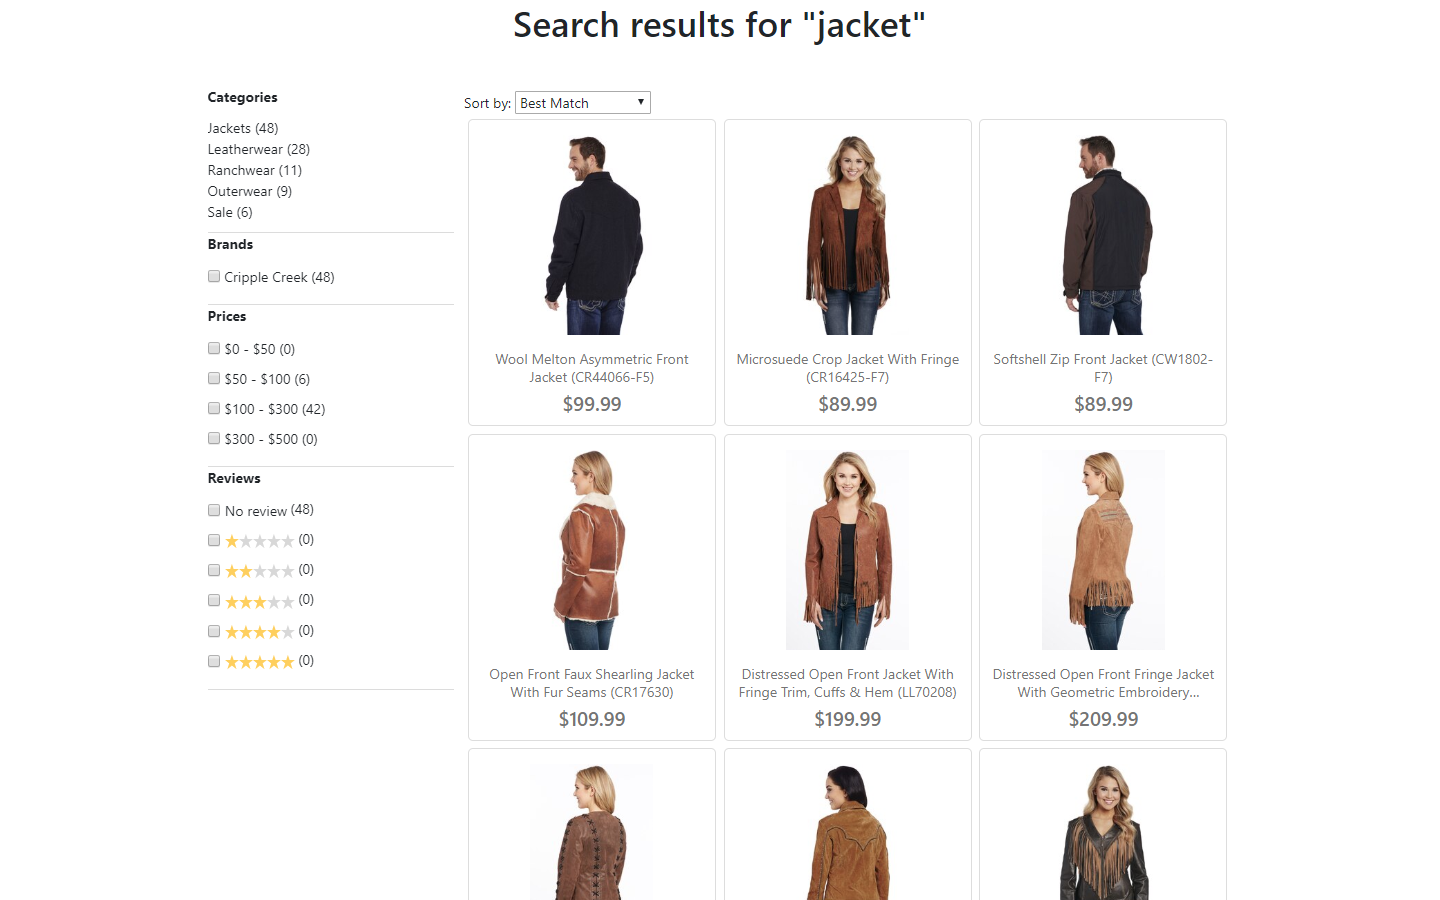 Search results for "jacket"
Categories
Jackets (48)
Leatherwear (28)
Ranchwear (11)
Outerwear (9)
Sale (6)
Brands
Cripple Creek (48)
Prices
$0 - $50 (0)
$50 - $100 (6)
$100 - $300 (42)
$300 - $500 (0)
Reviews
No review (48)
(0)
(0)
(0)
(0)
(0)
Sort by: Best Match
Wool Melton Asymmetric Front
Jacket (CR44066-F5)
$99.99
Microsuede Crop Jacket With Fringe
(CR16425-F7)
$89.99
Softshell Zip Front Jacket (CW1802-
F7)
$89.99
Open Front Faux Shearling Jacket
With Fur Seams (CR17630)
$109.99
Distressed Open Front Jacket With
Fringe Trim, Cuffs & Hem (LL70208)
$199.99
Distressed Open Front Fringe Jacket
With Geometric Embroidery...
$209.99